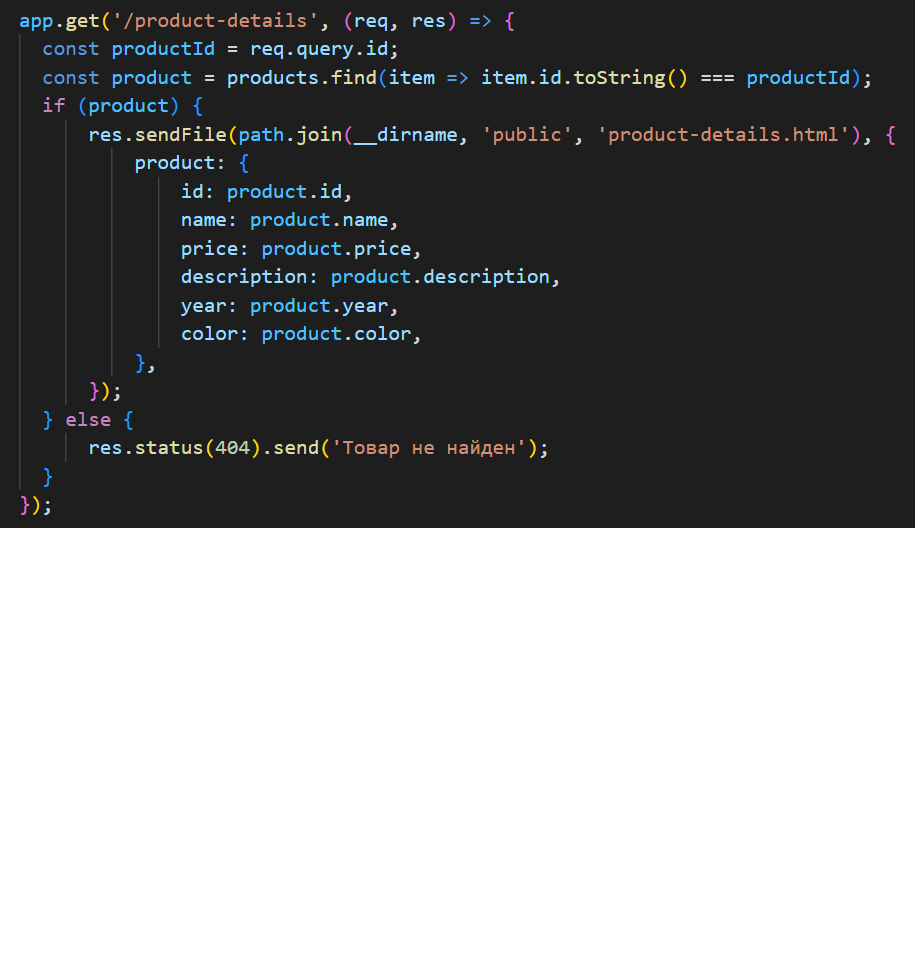 app.get('/product-details', (req, res) => {
const productId = req.query.id;
const product = products.find(item => item.id.toString() === productId);
if (product) {
res.sendFile(path.join(__dirname, 'public', 'product-details.html'), {
product: {
id: product.id,
name: product.name,
price: product.price,
description: product.description,
year: product.year,
color: product.color,
},
});
} else {
res.status(404).send('Товар не найден');
}
});